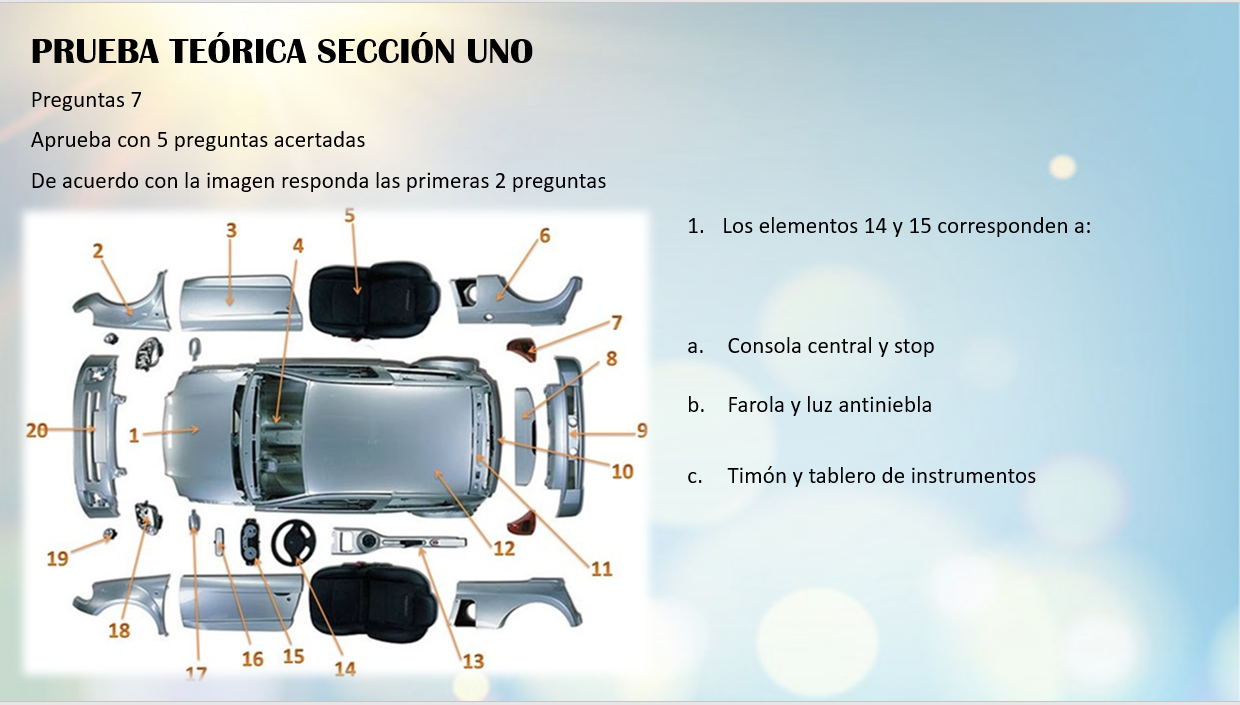 PRUEBA TEÓRICA SECCIÓN UNO
Preguntas 7
Aprueba con 5 preguntas acertadas
De acuerdo con la imagen responda las primeras 2 preguntas
1. Los elementos 14 y 15 corresponden a:
a. Consola central y stop
b. Farola y luz antiniebla
c. Timón y tablero de instrumentos
5
3
2
4
6
7
8
20
1
9
10
12
19
11
18
17
16
15
14
13